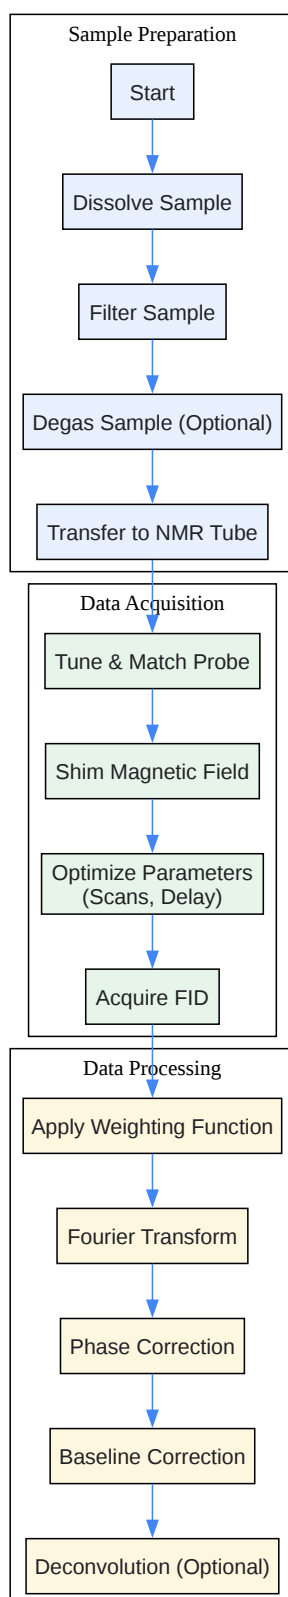 Sample Preparation
Start
Dissolve Sample
Filter Sample
Degas Sample (Optional)
Transfer to NMR Tube
Data Acquisition
Tune & Match Probe
Shim Magnetic Field
Optimize Parameters
(Scans, Delay)
Acquire FID
Data Processing
Apply Weighting Function
Fourier Transform
Phase Correction
Baseline Correction
Deconvolution (Optional)